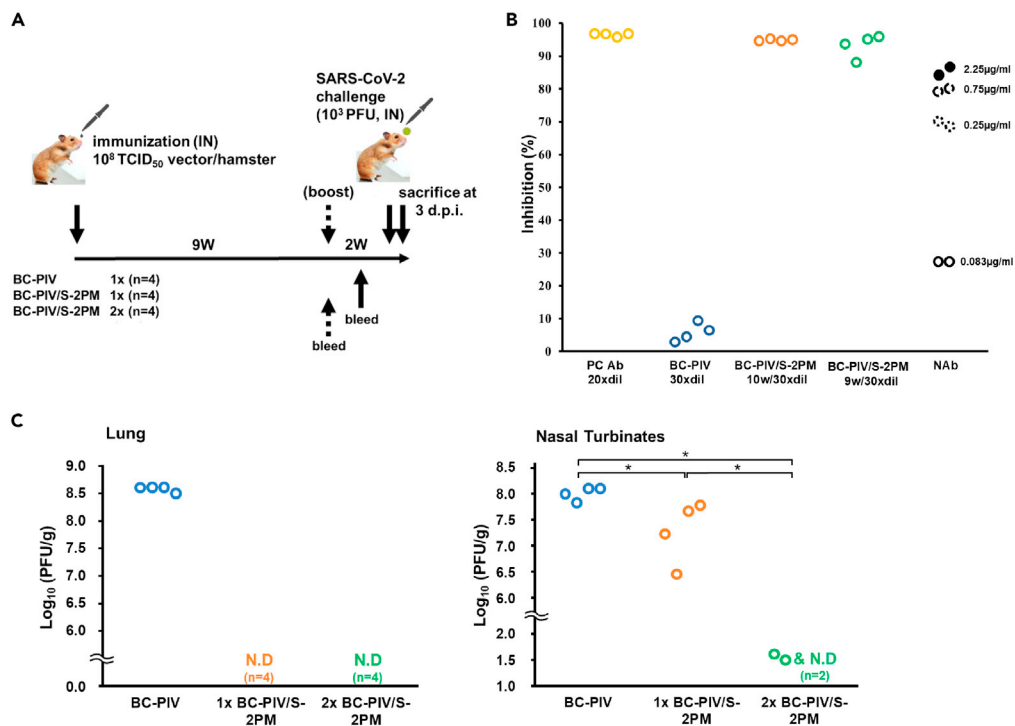 A
immunization (IN)
10⁸ TCID₅₀ vector/hamster
SARS-CoV-2
challenge
(10³ PFU, IN)
(boost)
sacrifice at
3 d.p.i.
9W
2W
BC-PIV 1x (n=4)
BC-PIV/S-2PM 1x (n=4)
BC-PIV/S-2PM 2x (n=4)
bleed
bleed
B
Inhibition (%)
100
90
80
70
60
50
40
30
20
10
0
2.25µg/ml
0.75µg/ml
0.25µg/ml
0.083µg/ml
PC Ab
20xdil
BC-PIV
30xdil
BC-PIV/S-2PM
10w/30xdil
BC-PIV/S-2PM
9w/30xdil
NAb
C
Lung
Log₁₀ (PFU/g)
9.0
8.5
8.0
7.5
7.0
6.5
6.0
0.0
N.D
(n=4)
N.D
(n=4)
BC-PIV
1x BC-PIV/S-
2PM
2x BC-PIV/S-
2PM
Nasal Turbinates
Log₁₀ (PFU/g)
8.5
8.0
7.5
7.0
6.5
6.0
2.0
1.5
1.0
*
*
*
& N.D
(n=2)
BC-PIV
1x BC-PIV/S-
2PM
2x BC-PIV/S-
2PM